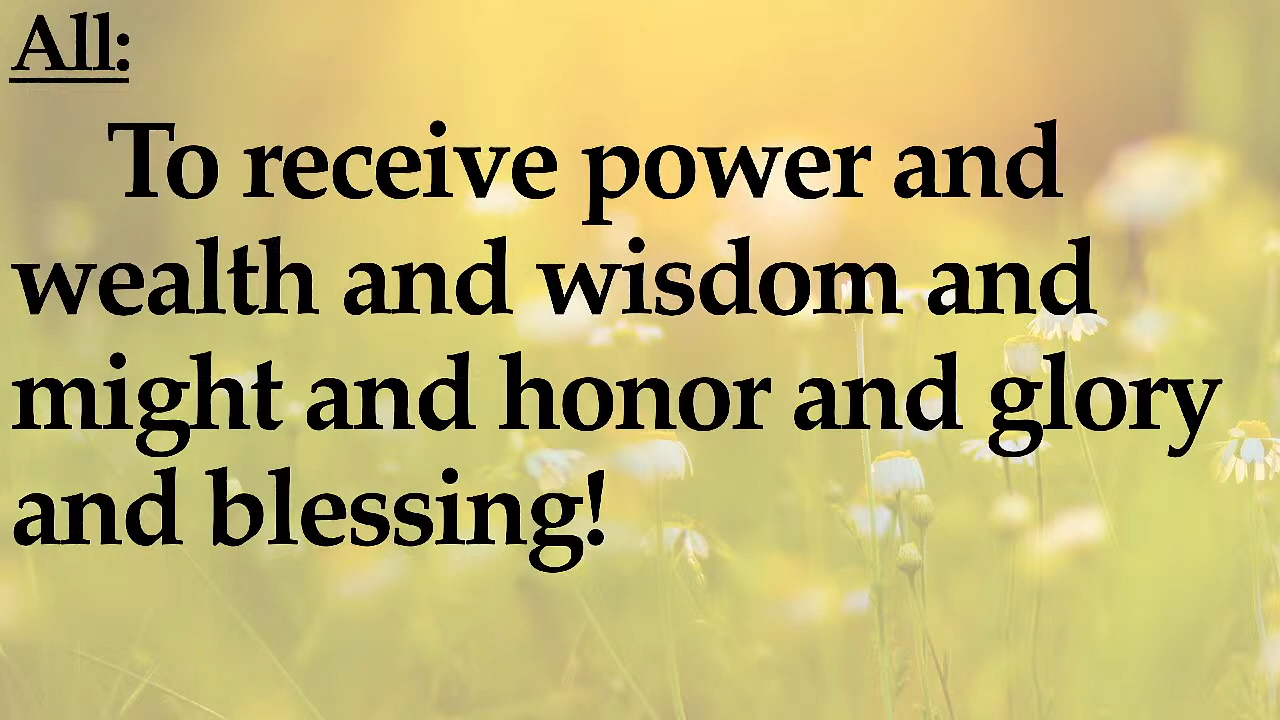 All:
To receive power and
wealth and wisdom and
might and honor and glory
and blessing!